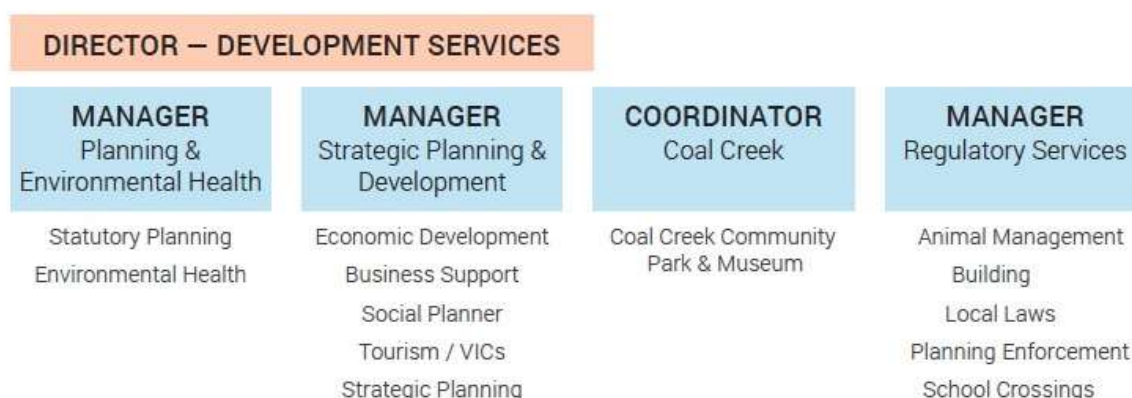 DIRECTOR — DEVELOPMENT SERVICES
MANAGER
Planning &
Environmental Health
Statutory Planning
Environmental Health
MANAGER
Strategic Planning &
Development
Economic Development
Business Support
Social Planner
Tourism / VICs
Strategic Planning
COORDINATOR
Coal Creek
Coal Creek Community
Park & Museum
MANAGER
Regulatory Services
Animal Management
Building
Local Laws
Planning Enforcement
School Crossings